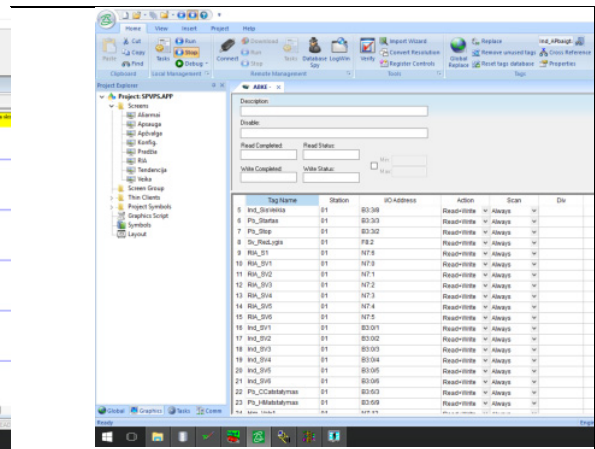 Home View Insert Project Help
Cut Copy Find Paste
Tasks Run Stop Debug
Connect Download Run Stop Tasks Database Spy LogWin
Verify Import Wizard Convert Resolution Register Controls
Global Replace Replace Remove unused tags Reset tags database
Cross Reference Properties
Clipboard Local Management Remote Management Tools Tags
Project Explorer
Project: SPVPS.APP
Screens
Aliarmai
Apsauga
Apdvalge
Konfig.
Pradžia
RIA
Tendencija
Veika
Screen Group
Thin Clients
Project Symbols
Graphics Script
Symbols
Layout
Description:
Disable:
Read Completed: Read Status:
Write Completed: Write Status:
Min:
Max:
Tag Name Station I/O Address Action Scan Div
5 01 B3:3/8
6 Pb_Startas 01 B3:3/3 Read+Write Always
7 Pb_Stop 01 B3:3/2 Read+Write Always
8 Sv_RezLygis 01 F8:2 Read+Write Always
9 RIA_S1 01 N7:6 Read+Write Always
10 RIA_SV1 01 N7:0 Read+Write Always
11 RIA_SV2 01 N7:1 Read+Write Always
12 RIA_SV3 01 N7:2 Read+Write Always
13 RIA_SV4 01 N7:3 Read+Write Always
14 RIA_SV5 01 N7:4 Read+Write Always
15 RIA_SV6 01 N7:5 Read+Write Always
16 Ind_SV1 01 B3:0/1 Read+Write Always
17 Ind_SV2 01 B3:0/2 Read+Write Always
18 Ind_SV3 01 B3:0/3 Read+Write Always
19 Ind_SV4 01 B3:0/4 Read+Write Always
20 Ind_SV5 01 B3:0/5 Read+Write Always
21 Ind_SV6 01 B3:0/6 Read+Write Always
22 Pb_CCatstatymas 01 B3:6/3 Read+Write Always
23 Pb_HMatstatymas 01 B3:6/9 Read+Write Always
Global Graphics Tasks Comm
Ready